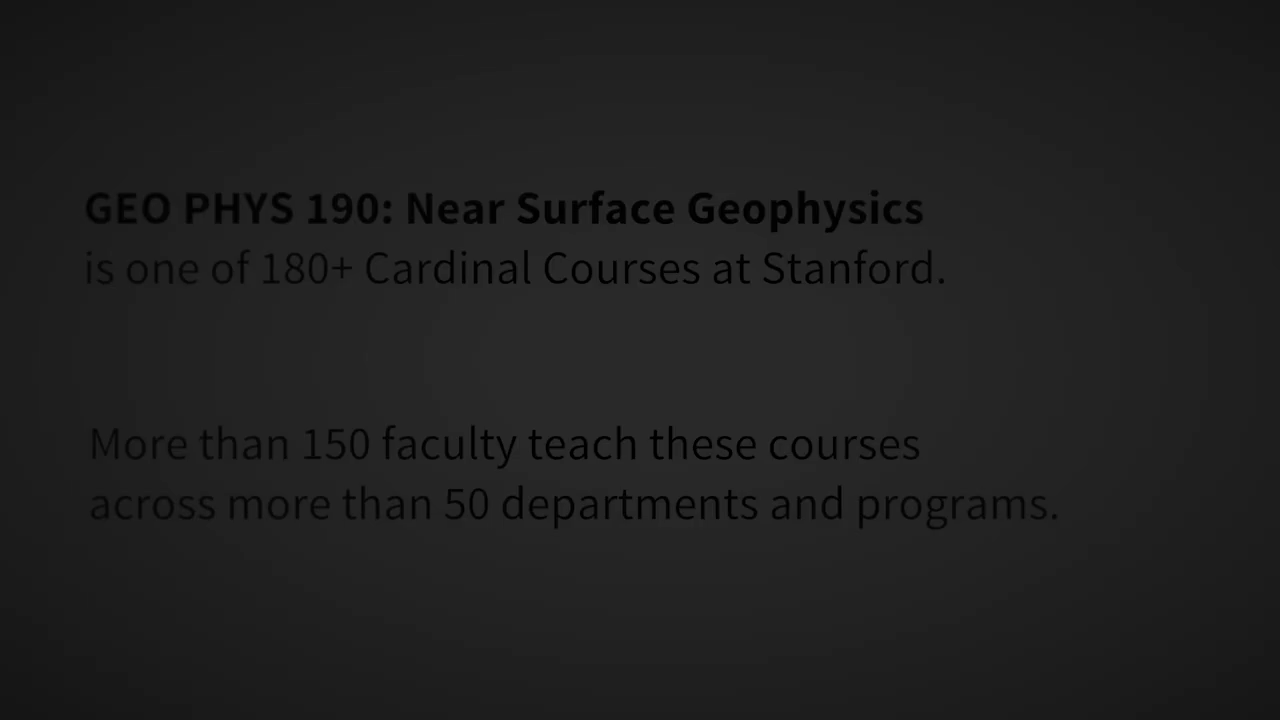 GEO PHYS 190: Near Surface Geophysics
is one of 180+ Cardinal Courses at Stanford.
More than 150 faculty teach these courses
across more than 50 departments and programs.